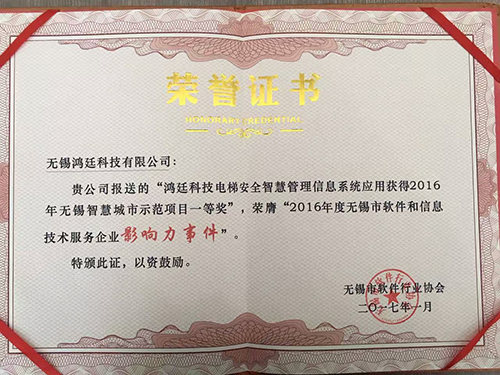 荣誉证书
HONORARY CREDENTIAL
无锡鸿廷科技有限公司：
贵公司报送的“鸿廷科技电梯安全智慧管理信息系统应用获得2016
年无锡智慧城市示范项目一等奖”，荣膺“2016年度无锡市软件和信息
技术服务企业影响力事件”。
特颁此证，以资鼓励。
无锡市软件行业协会
二〇一七年一月